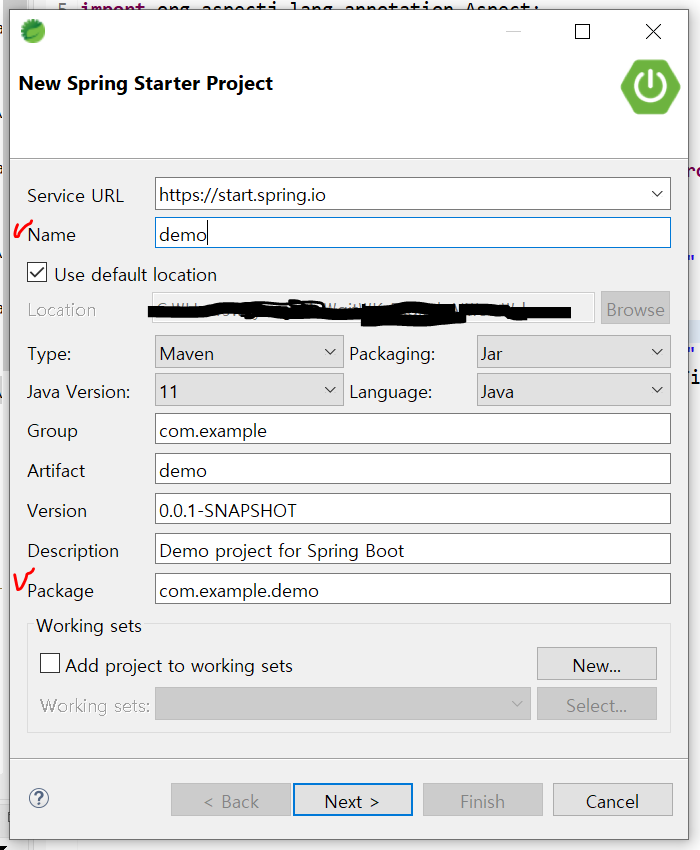 import org.aspectj.lang.annotation.Aspect;
New Spring Starter Project
Service URL https://start.spring.io
Name demo
Use default location
Location Browse
Type: Maven Packaging: Jar
Java Version: 11 Language: Java
Group com.example
Artifact demo
Version 0.0.1-SNAPSHOT
Description Demo project for Spring Boot
Package com.example.demo
Working sets
Add project to working sets New...
Working sets: Select...
? < Back Next > Finish Cancel